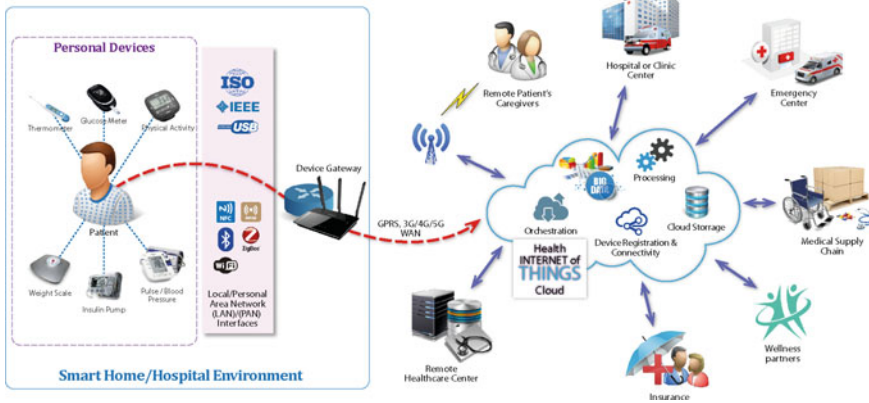 Personal Devices
Thermometer
Glucose Meter
Physical Activity
Patient
Weight Scale
Insulin Pump
Pulse / Blood
Pressure
ISO
IEEE
USB
NFC
RFID
ZigBee
WiFi
Local/Personal
Area Network
(LAN)/(PAN)
Interfaces
Smart Home/Hospital Environment
Device Gateway
GPRS, 3G/4G/5G
WAN
Remote Patient's
Caregivers
Hospital or Clinic
Center
Emergency
Center
BIG
DATA
Processing
Orchestration
Cloud Storage
Device Registration &
Connectivity
Health
INTERNET of
THINGS
Cloud
Medical Supply
Chain
Remote
Healthcare Center
Insurance
Wellness
partners